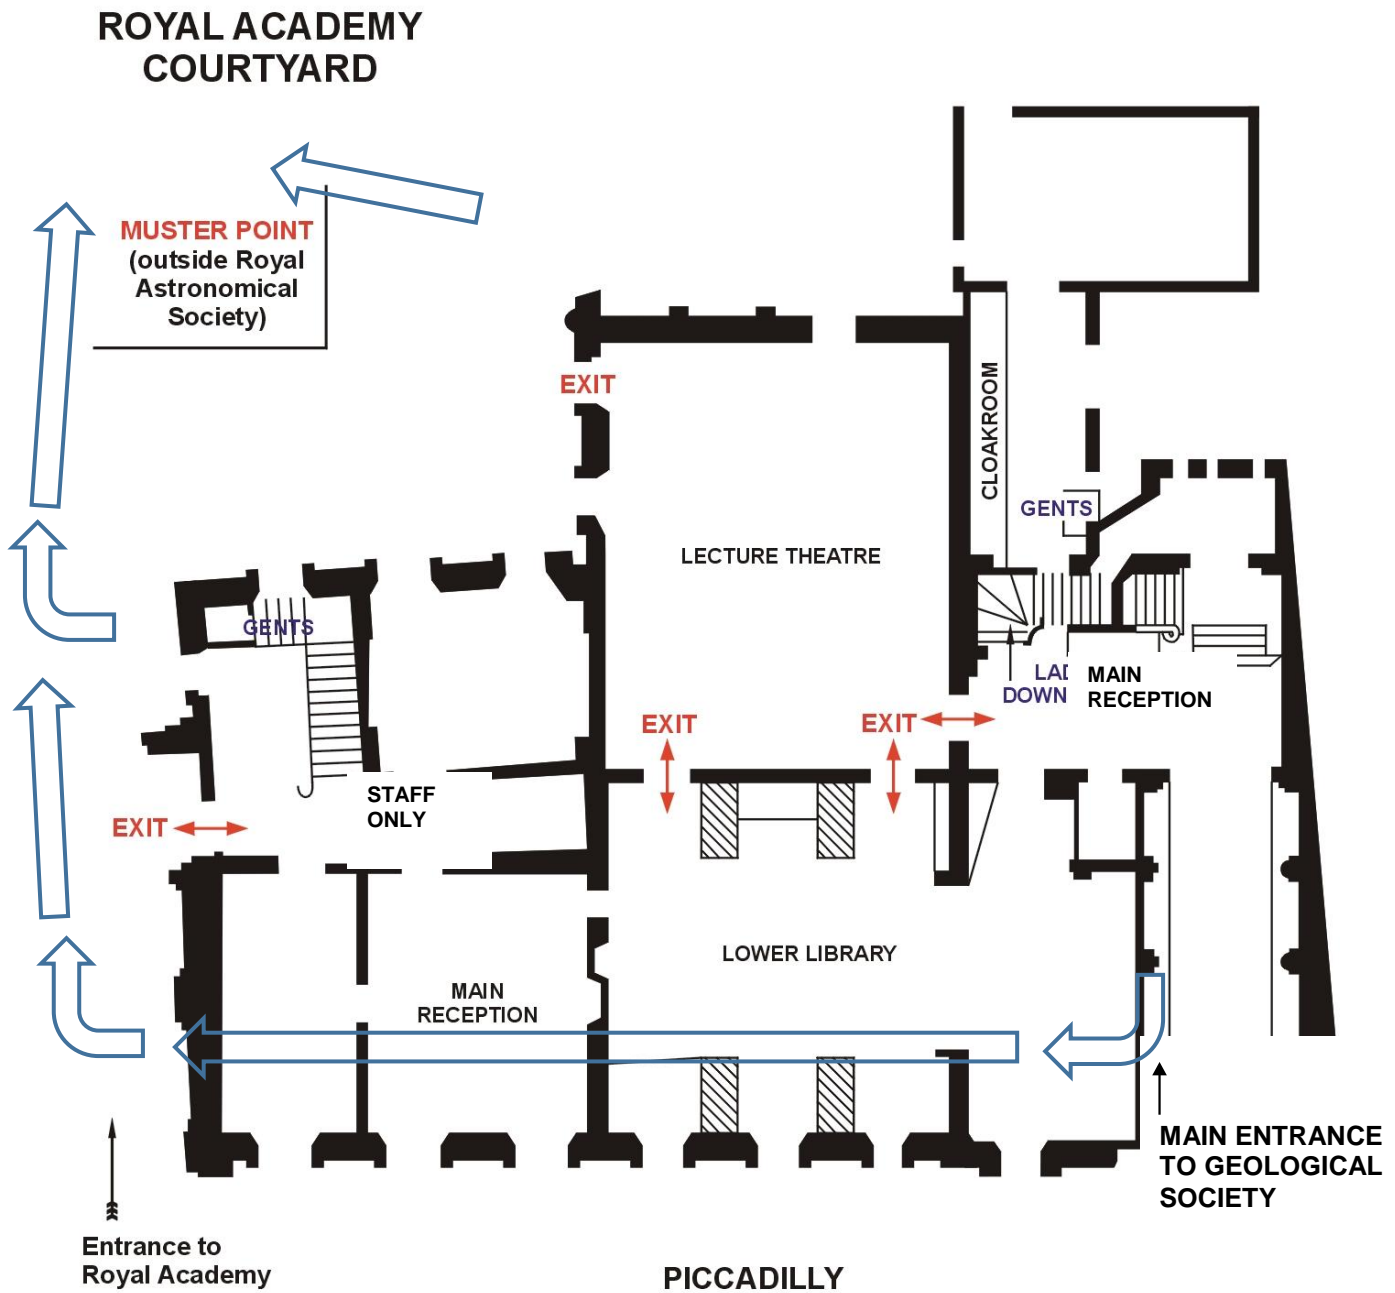 ROYAL ACADEMY
COURTYARD
MUSTER POINT
(outside Royal
Astronomical
Society)
EXIT
CLOAKROOM
GENTS
LECTURE THEATRE
GENTS
LAD
DOWN
MAIN
RECEPTION
EXIT
EXIT
STAFF
ONLY
EXIT
LOWER LIBRARY
MAIN
RECEPTION
MAIN ENTRANCE
TO GEOLOGICAL
SOCIETY
Entrance to
Royal Academy
PICCADILLY